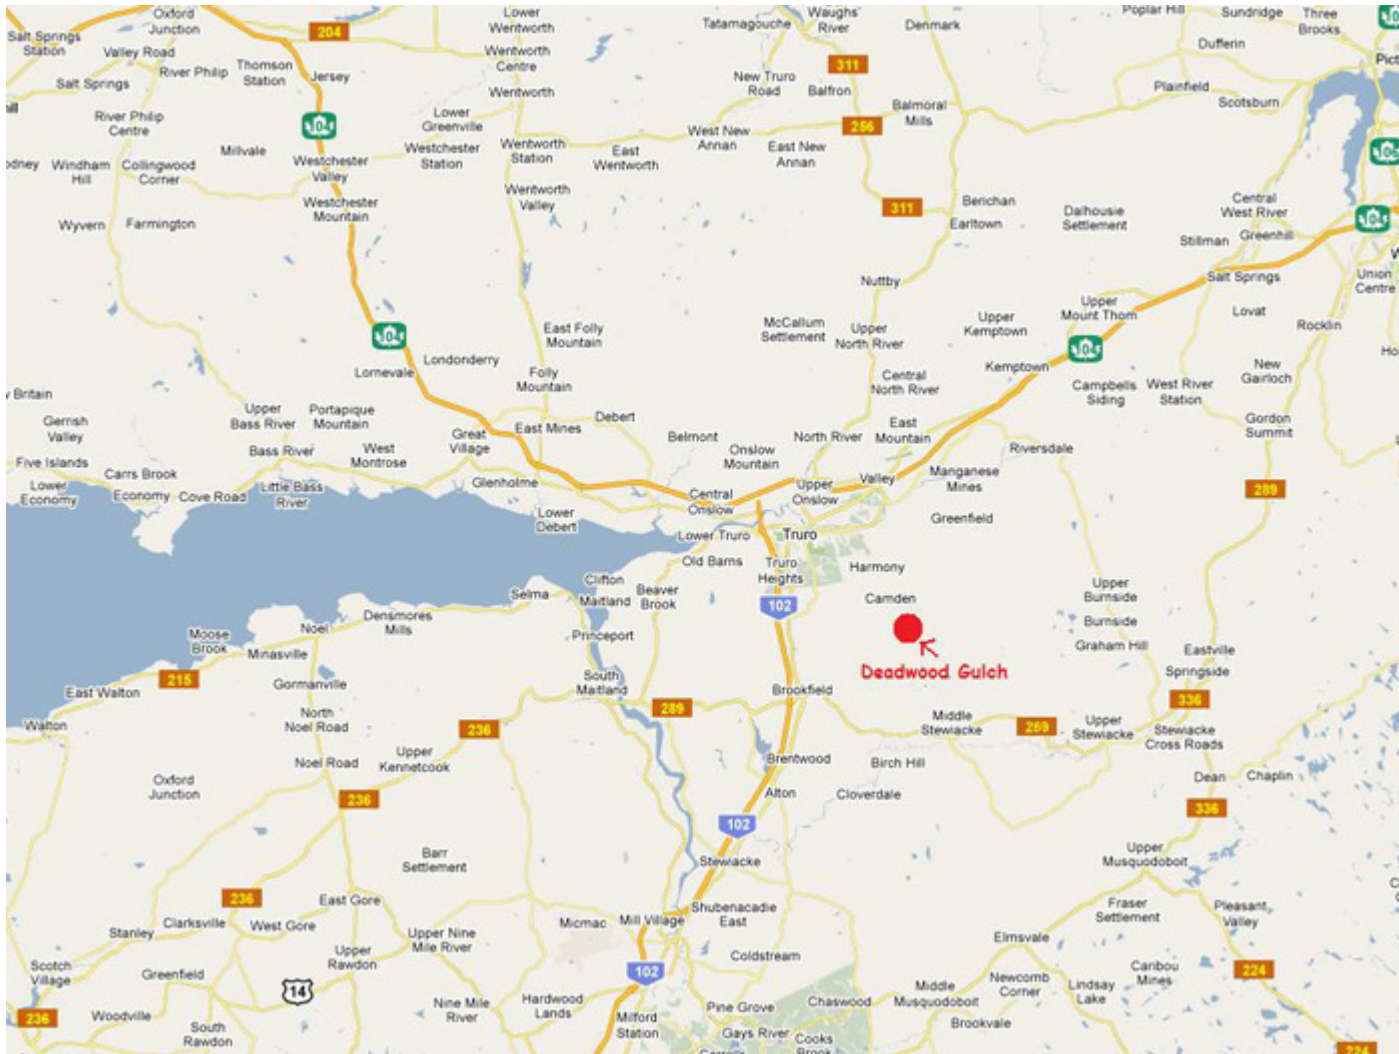 Oxford
Junction
204
Lower
Wentworth
Tatamagouche
Waughs
River
Denmark
Poplar Hill
Sundridge
Three
Brooks
Salt Springs
Station
Valley Road
River Philip
Thomson
Station
Jersey
Wentworth
Centre
311
Dufferin
Salt Springs
Wentworth
New Truro
Road
Balfron
Plainfield
Scotsburn
River Philip
Centre
104
Lower
Greenville
Balmoral
Mills
256
West New
Annan
Millvale
Westchester
Station
Wentworth
Station
East
Wentworth
East New
Annan
Windham
Hill
Collingwood
Corner
Westchester
Valley
Wentworth
Valley
Westchester
Mountain
311
Berichan
Earltown
Dalhousie
Settlement
Central
West River
104
Wyvern
Farmington
Stillman
Greenhill
Salt Springs
Union
Centre
Nuttby
Upper
Mount Thom
Lovat
Rocklin
104
East Folly
Mountain
McCallum
Settlement
Upper
North River
Upper
Kemptown
104
Londonderry
Lornevale
Folly
Mountain
Central
North River
Kemptown
Campbells
Siding
West River
Station
New
Gairloch
Britain
Gerrish
Valley
Upper
Bass River
Portapique
Mountain
Debert
East Mines
Great
Village
Belmont
North River
East
Mountain
Gordon
Summit
Bass River
West
Montrose
Onslow
Mountain
Riversdale
Five Islands
Carrs Brook
Lower
Economy
Economy
Cove Road
Little Bass
River
Glenholme
Central
Onslow
Upper
Onslow
Valley
Manganese
Mines
289
Lower
Debert
Greenfield
Lower Truro
Truro
Old Barns
Truro
Heights
Harmony
Clifton
Maitland
Beaver
Brook
Selma
102
Camden
Upper
Burnside
Burnside
Densmores
Mills
Noel
Moose
Brook
Minasville
Princeport
Graham Hill
Eastville
Springside
Deadwood Gulch
215
East Walton
Gormanville
South
Maitland
Brookfield
336
Walton
North
Noel Road
289
236
Middle
Stewiacke
289
Upper
Stewiacke
Stewiacke
Cross Roads
Noel Road
Upper
Kennetcook
Brentwood
Birch Hill
Dean
Chaplin
Oxford
Junction
236
Alton
Cloverdale
336
102
Barr
Settlement
Stewiacke
Upper
Musquodoboit
236
East Gore
Clarksville
West Gore
Stanley
Micmac
Mill Village
Shubenacadie
East
Fraser
Settlement
Pleasant
Valley
Upper Nine
Mile River
Upper
Rawdon
Elmsvale
Coldstream
Scotch
Village
Greenfield
102
Newcomb
Corner
Caribou
Mines
224
14
Middle
Musquodoboit
Lindsay
Lake
236
Woodville
South
Rawdon
Nine Mile
River
Hardwood
Lands
Milford
Station
Pine Grove
Chaswood
Gays River
Cooks
Brook
Brookvale
224